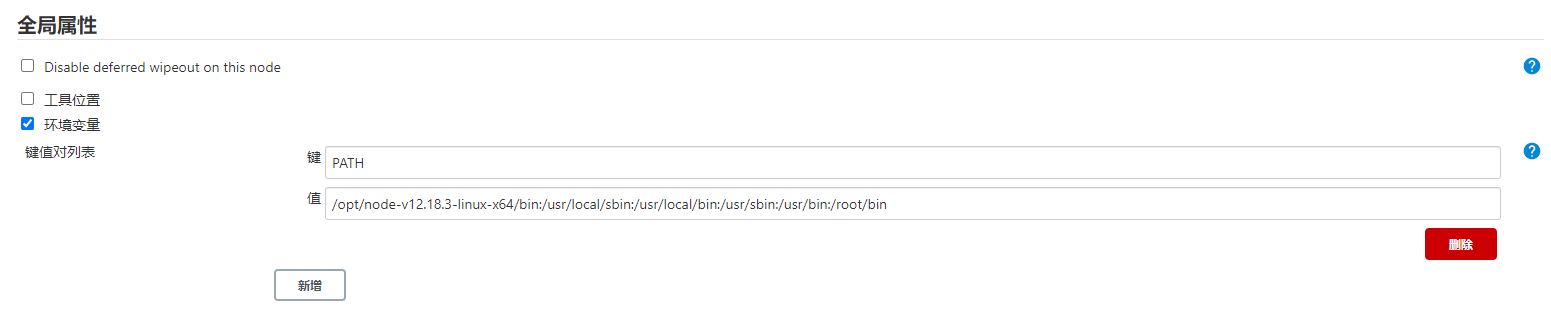 全局属性
Disable deferred wipeout on this node
工具位置
环境变量
键值对列表
键
PATH
值
/opt/node-v12.18.3-linux-x64/bin:/usr/local/sbin:/usr/local/bin:/usr/sbin:/usr/bin:/root/bin
删除
新增